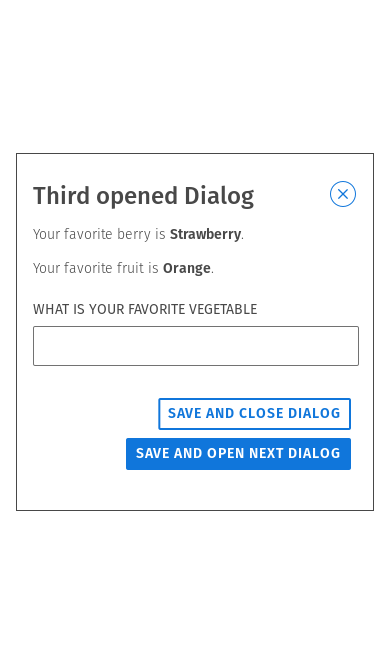 Third opened Dialog
Your favorite berry is Strawberry.
Your favorite fruit is Orange.
WHAT IS YOUR FAVORITE VEGETABLE
SAVE AND CLOSE DIALOG
SAVE AND OPEN NEXT DIALOG